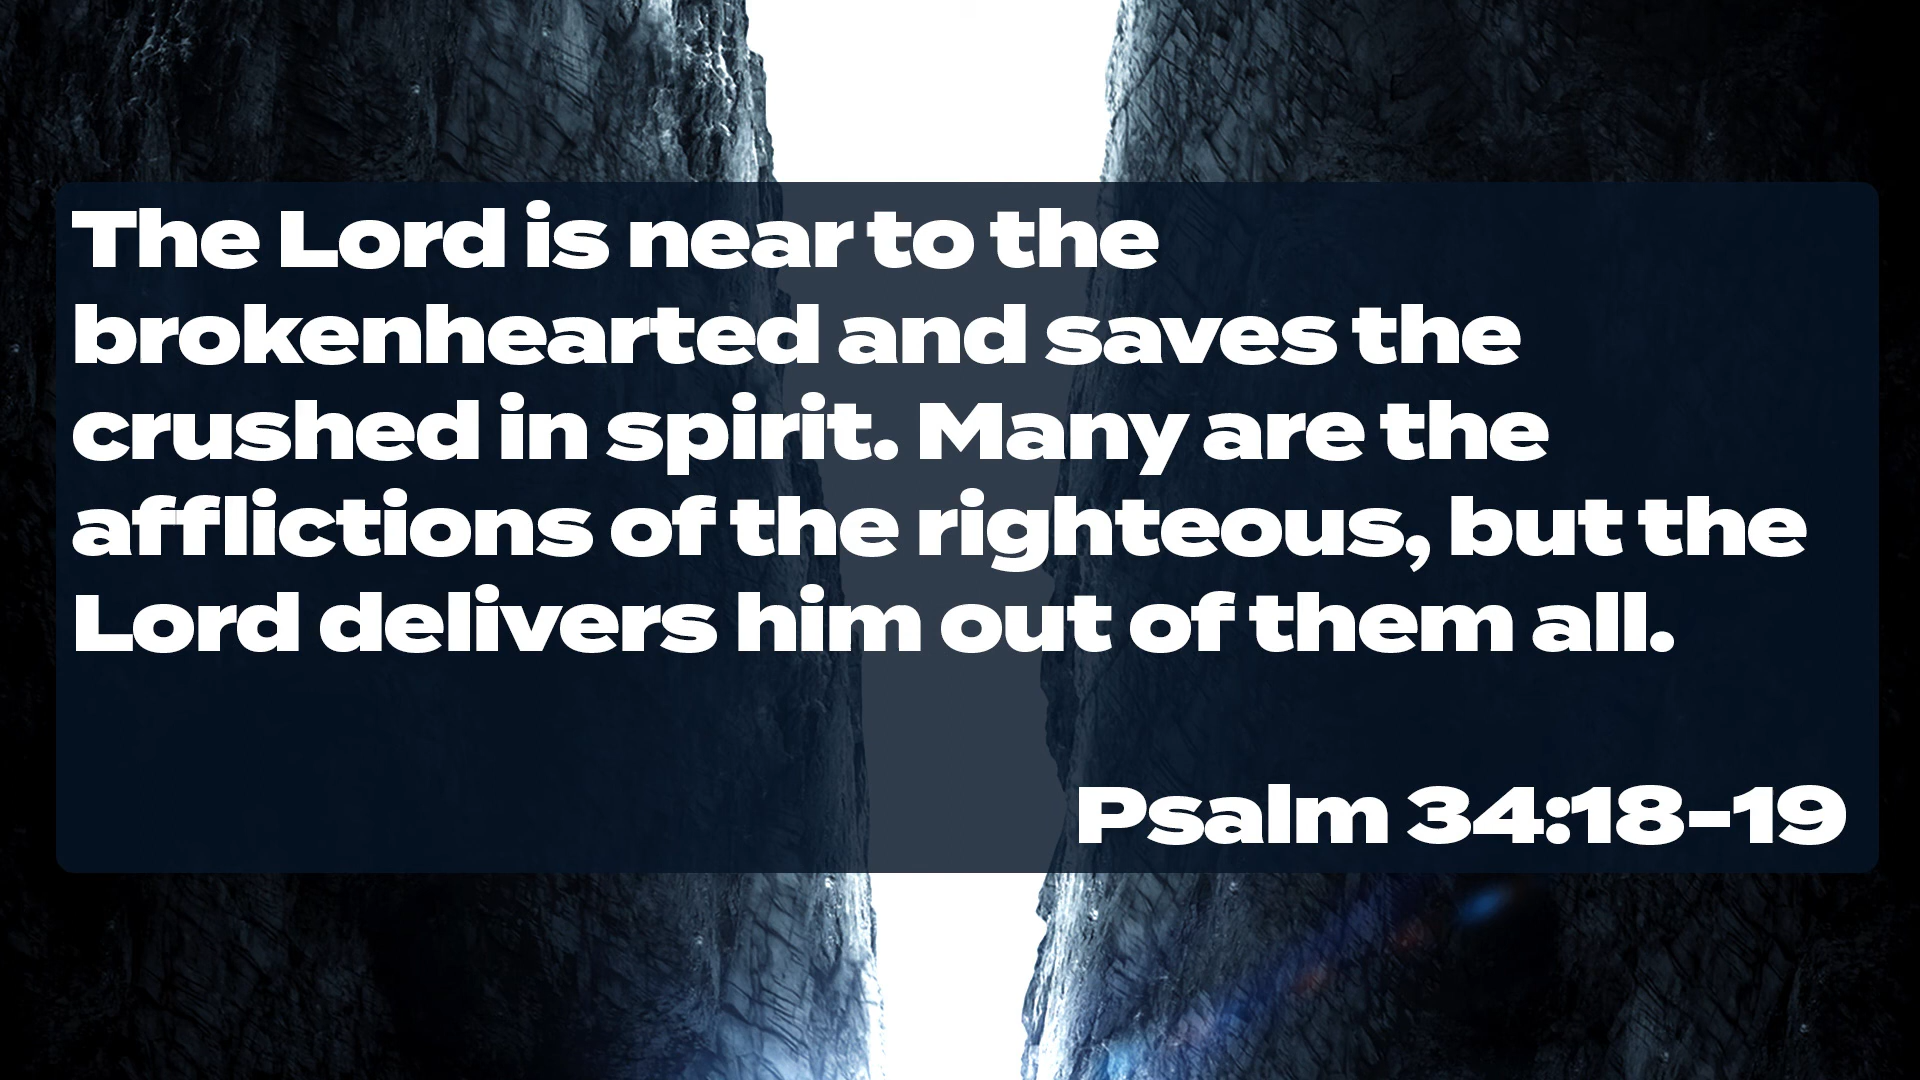 The Lord is near to the
brokenhearted and saves the
crushed in spirit. Many are the
afflictions of the righteous, but the
Lord delivers him out of them all.
Psalm 34:18-19